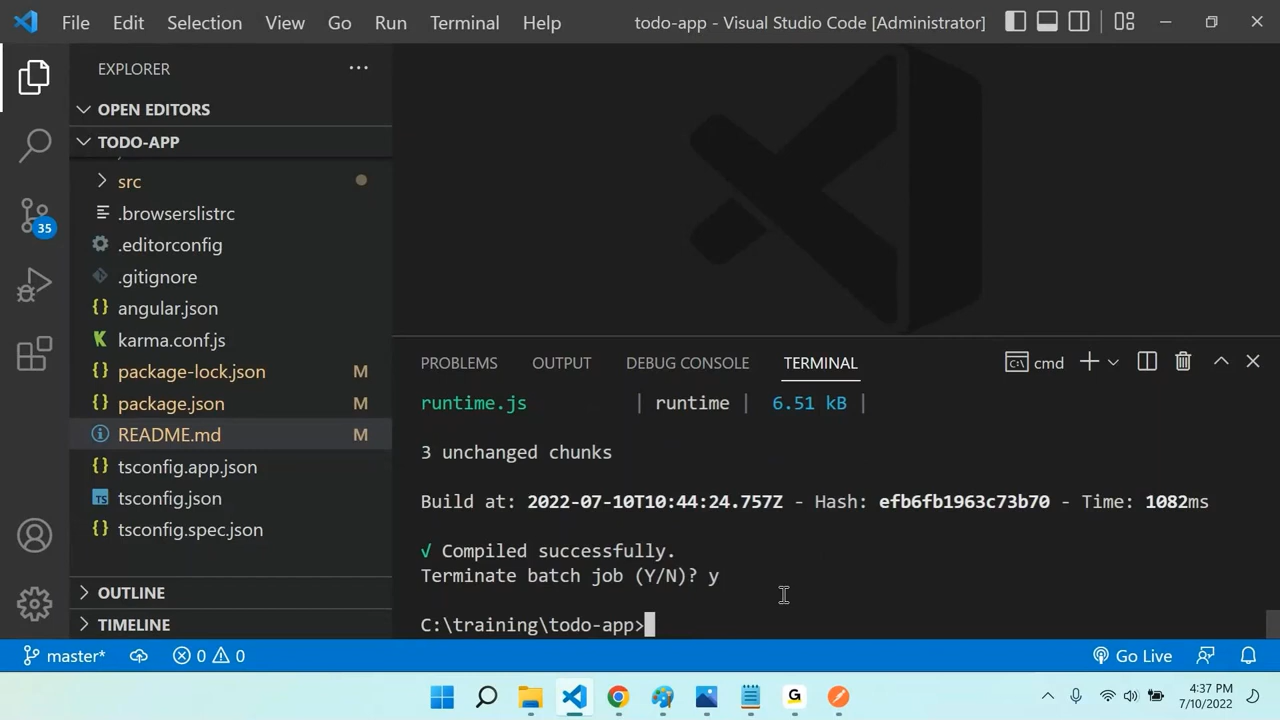 File Edit Selection View Go Run Terminal Help todo-app - Visual Studio Code [Administrator]
EXPLORER
OPEN EDITORS
TODO-APP
src
.browserslistrc
.editorconfig
.gitignore
{} angular.json
K karma.conf.js
{} package-lock.json M
{} package.json M
README.md M
{} tsconfig.app.json
TS tsconfig.json
{} tsconfig.spec.json
OUTLINE
TIMELINE
35
PROBLEMS OUTPUT DEBUG CONSOLE TERMINAL cmd
runtime.js | runtime | 6.51 kB |
3 unchanged chunks
Build at: 2022-07-10T10:44:24.757Z - Hash: efb6fb1963c73b70 - Time: 1082ms
√ Compiled successfully.
Terminate batch job (Y/N)? y
C:\training\todo-app>
master* 0 0 Go Live
G
4:37 PM
7/10/2022